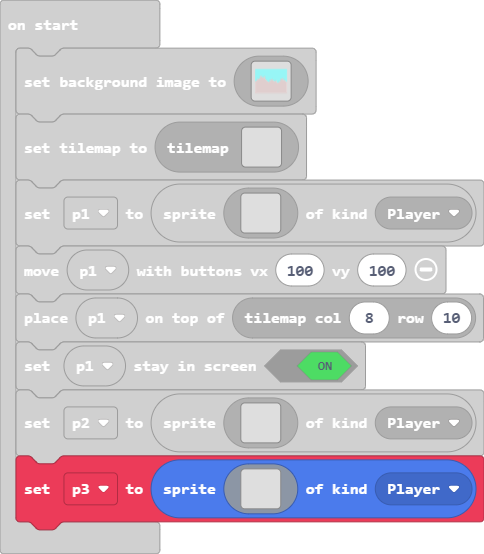 on start
set background image to
set tilemap to tilemap
set p1 to sprite of kind Player
move p1 with buttons vx 100 vy 100
place p1 on top of tilemap col 8 row 10
set p1 stay in screen ON
set p2 to sprite of kind Player
set p3 to sprite of kind Player